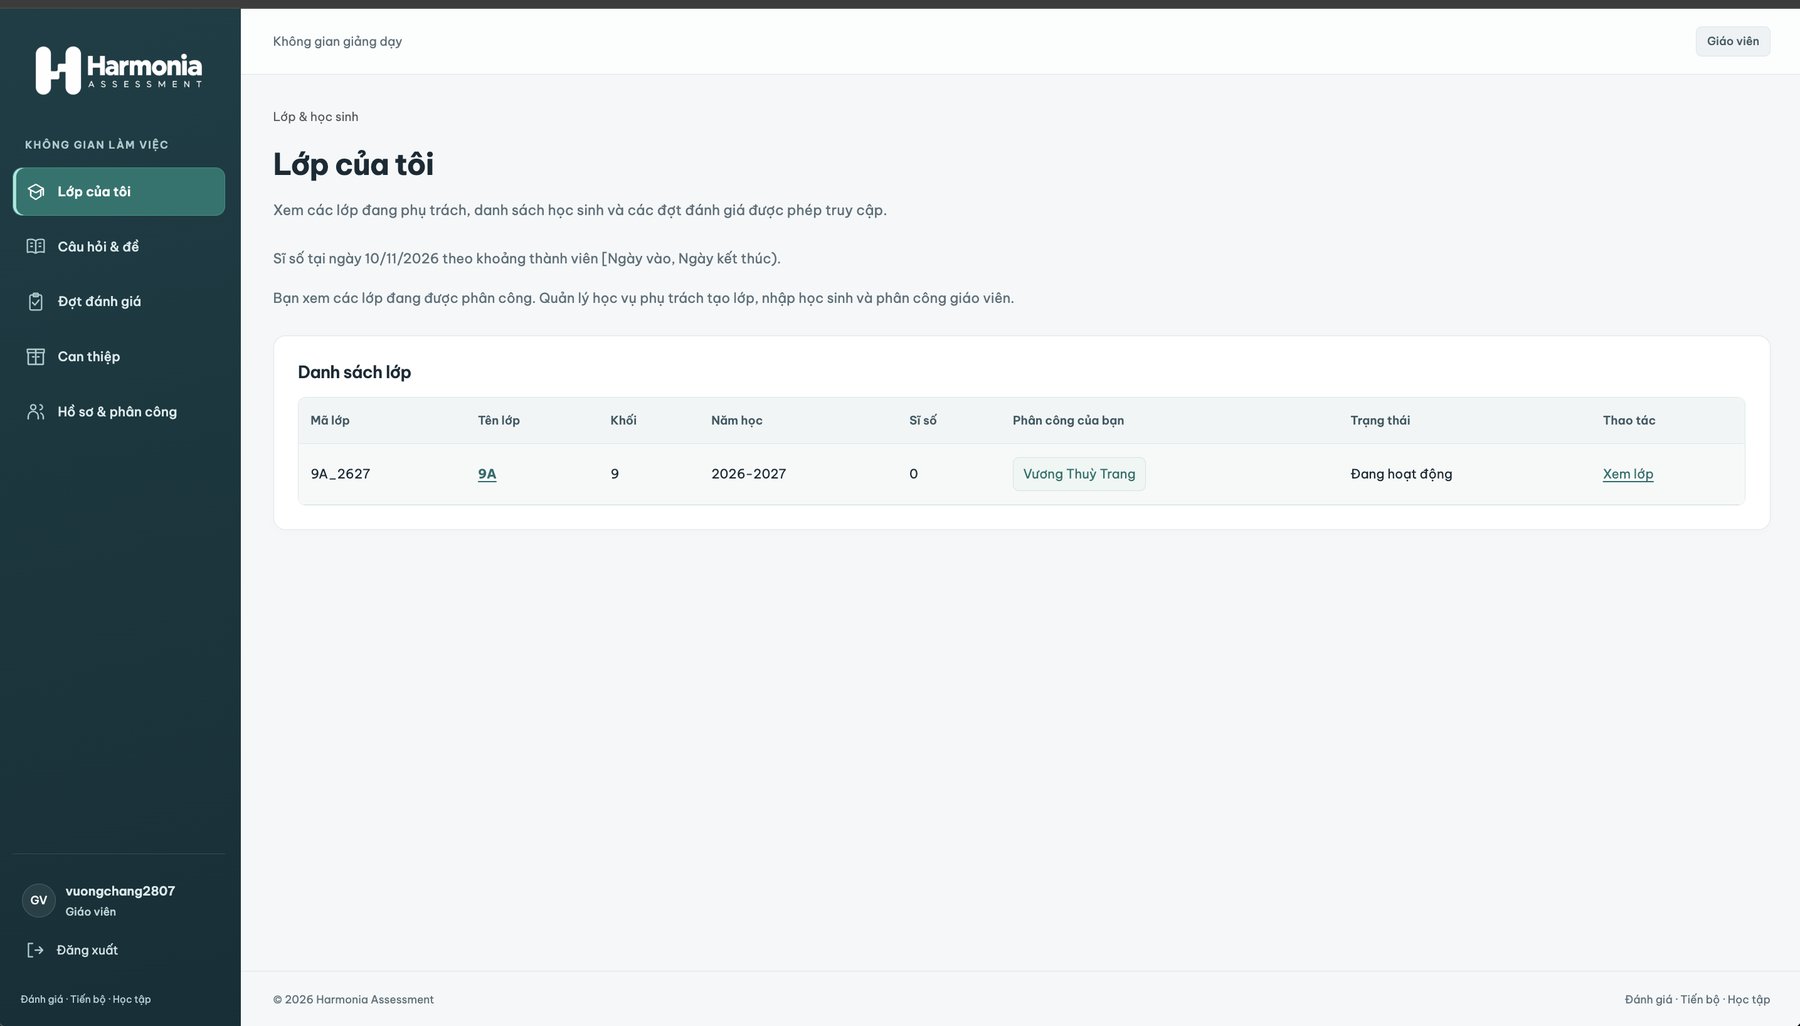 Harmonia
ASSESSMENT
KHÔNG GIAN LÀM VIỆC
Lớp của tôi
Câu hỏi & đề
Đợt đánh giá
Can thiệp
Hồ sơ & phân công
GV
vuongchang2807
Giáo viên
Đăng xuất
Đánh giá · Tiến bộ · Học tập
Không gian giảng dạy
Giáo viên
Lớp & học sinh
Lớp của tôi
Xem các lớp đang phụ trách, danh sách học sinh và các đợt đánh giá được phép truy cập.
Sĩ số tại ngày 10/11/2026 theo khoảng thành viên [Ngày vào, Ngày kết thúc).
Bạn xem các lớp đang được phân công. Quản lý học vụ phụ trách tạo lớp, nhập học sinh và phân công giáo viên.
Danh sách lớp
Mã lớp Tên lớp Khối Năm học Sĩ số Phân công của bạn Trạng thái Thao tác
9A_2627 9A 9 2026-2027 0 Vương Thuỳ Trang Đang hoạt động Xem lớp
© 2026 Harmonia Assessment
Đánh giá · Tiến bộ · Học tập